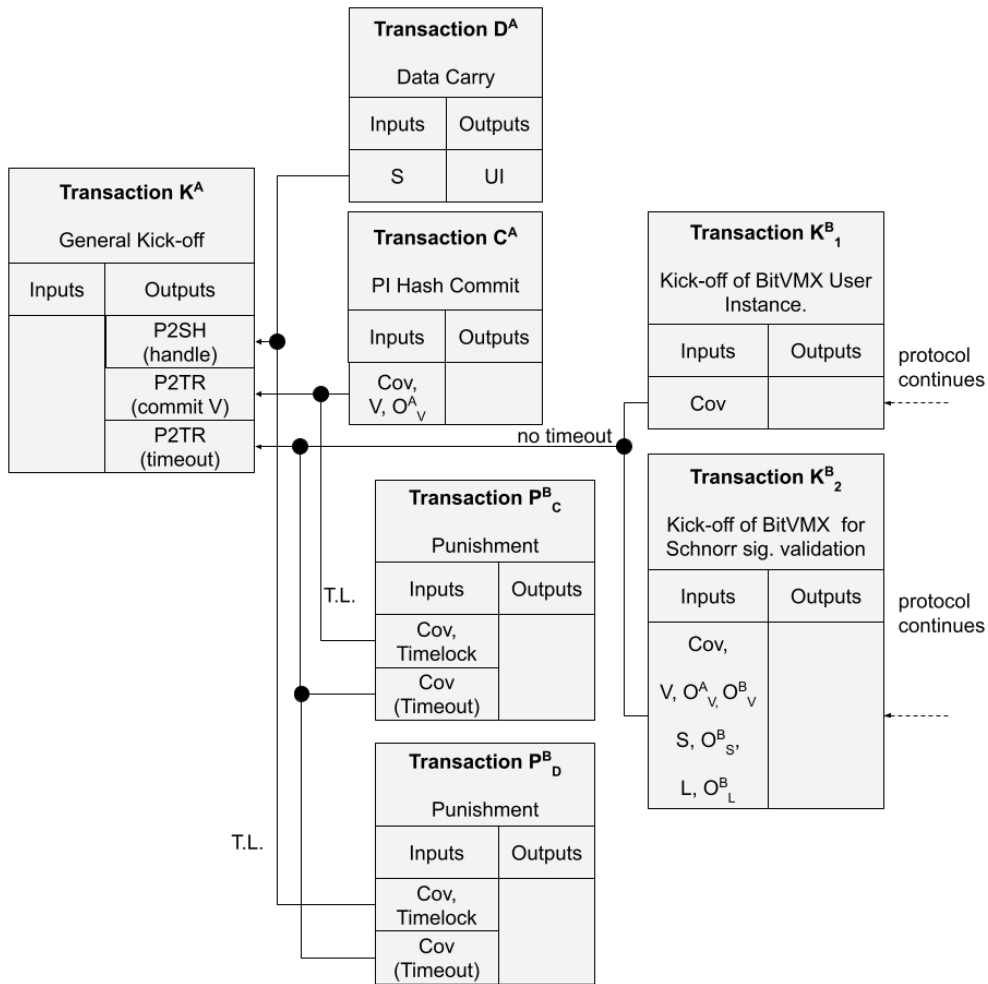 Transaction D^A
Data Carry
Inputs Outputs
S UI
Transaction K^A
General Kick-off
Inputs Outputs
P2SH
(handle)
P2TR
(commit V)
P2TR
(timeout)
Transaction C^A
PI Hash Commit
Inputs Outputs
Cov,
V, O^A_V
Transaction K^B_1
Kick-off of BitVMX User
Instance.
Inputs Outputs
Cov
protocol
continues
no timeout
Transaction P^B_C
Punishment
Inputs Outputs
Cov,
Timelock
Cov
(Timeout)
T.L.
Transaction K^B_2
Kick-off of BitVMX for
Schnorr sig. validation
Inputs Outputs
Cov,
V, O^A_V, O^B_V
S, O^B_S,
L, O^B_L
protocol
continues
Transaction P^B_D
Punishment
Inputs Outputs
Cov,
Timelock
Cov
(Timeout)
T.L.